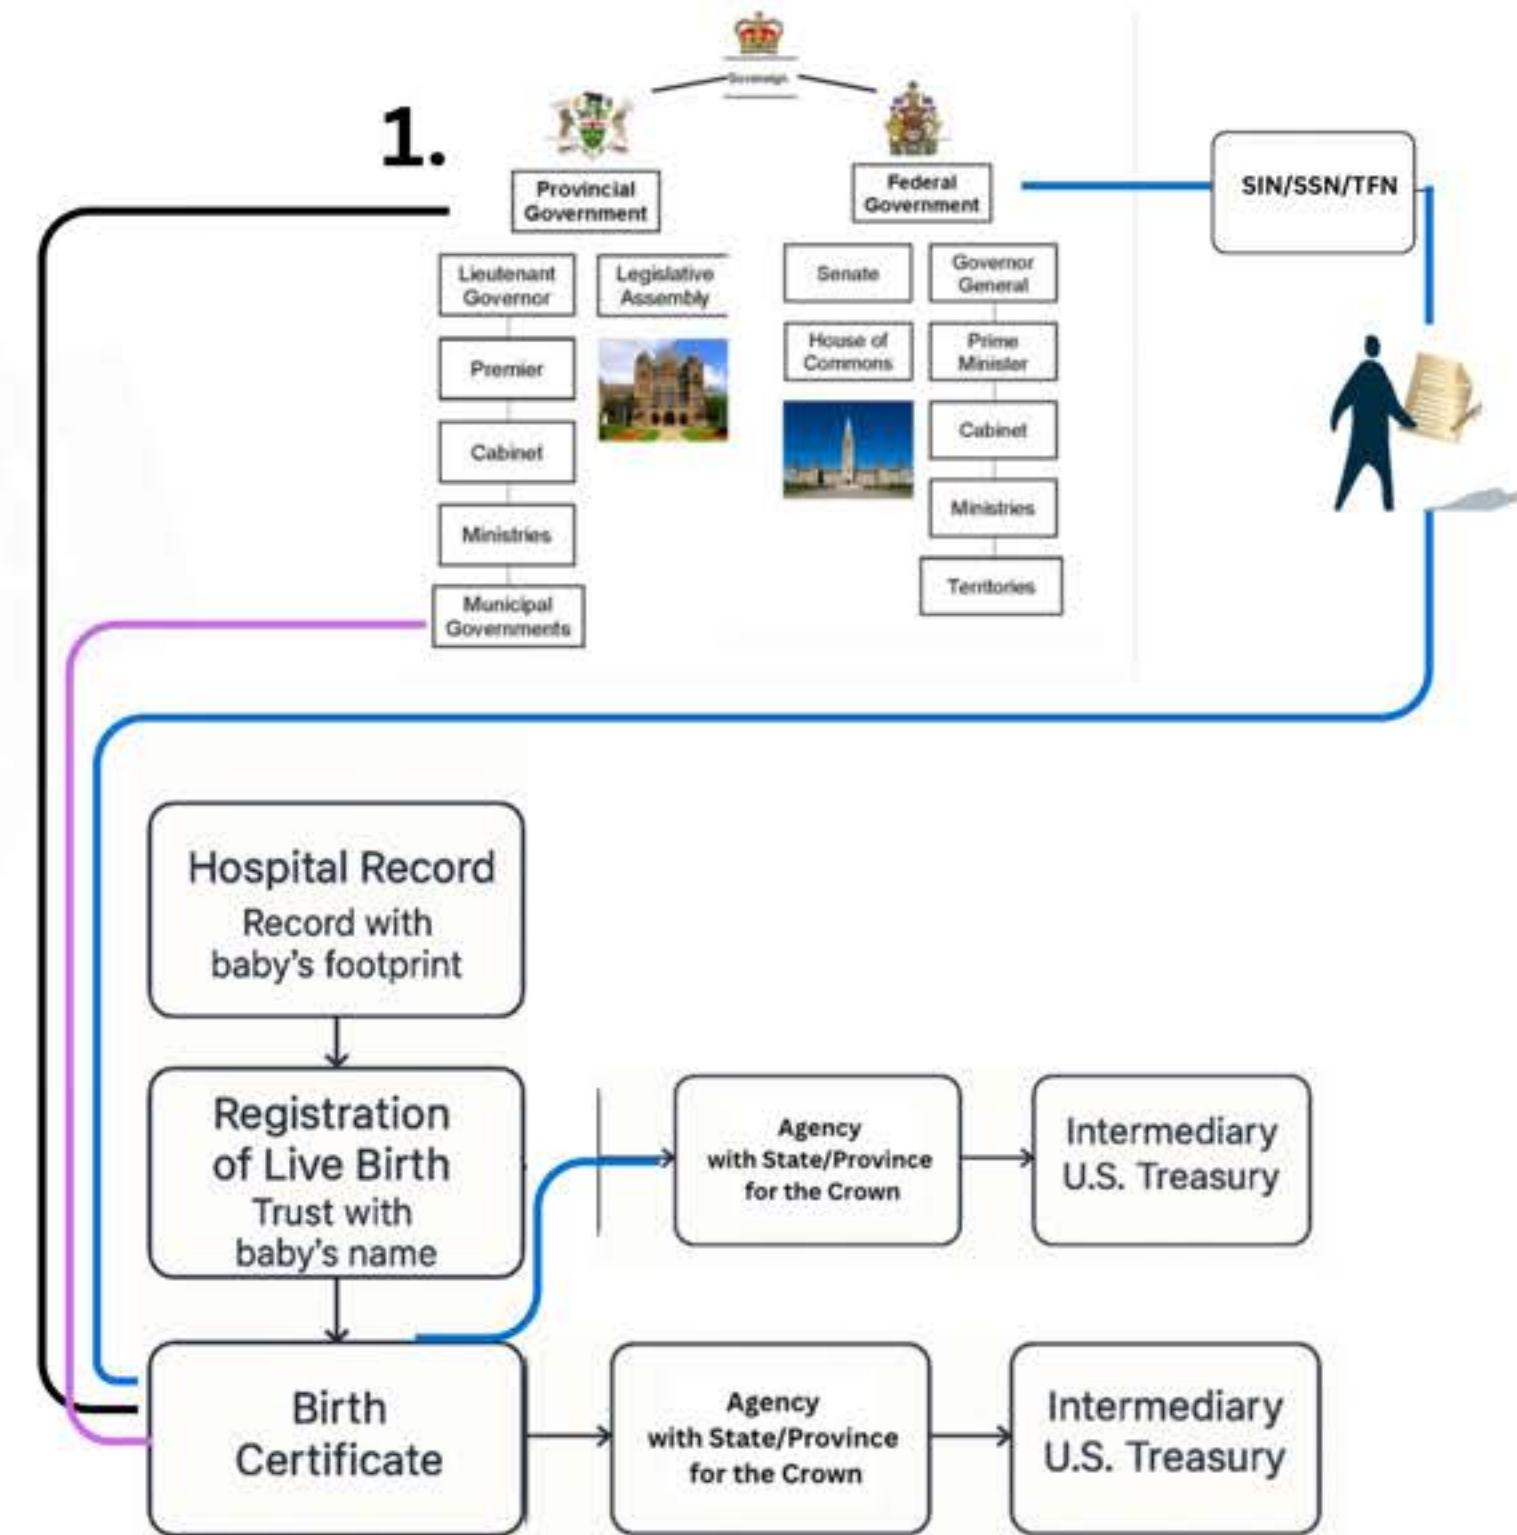 Sovereign
1.
Provincial
Government
Federal
Government
SIN/SSN/TFN
Lieutenant
Governor
Legislative
Assembly
Senate
Governor
General
Premier
House of
Commons
Prime
Minister
Cabinet
Cabinet
Ministries
Ministries
Municipal
Governments
Territories
Hospital Record
Record with
baby's footprint
Registration
of Live Birth
Trust with
baby's name
Agency
with State/Province
for the Crown
Intermediary
U.S. Treasury
Birth
Certificate
Agency
with State/Province
for the Crown
Intermediary
U.S. Treasury